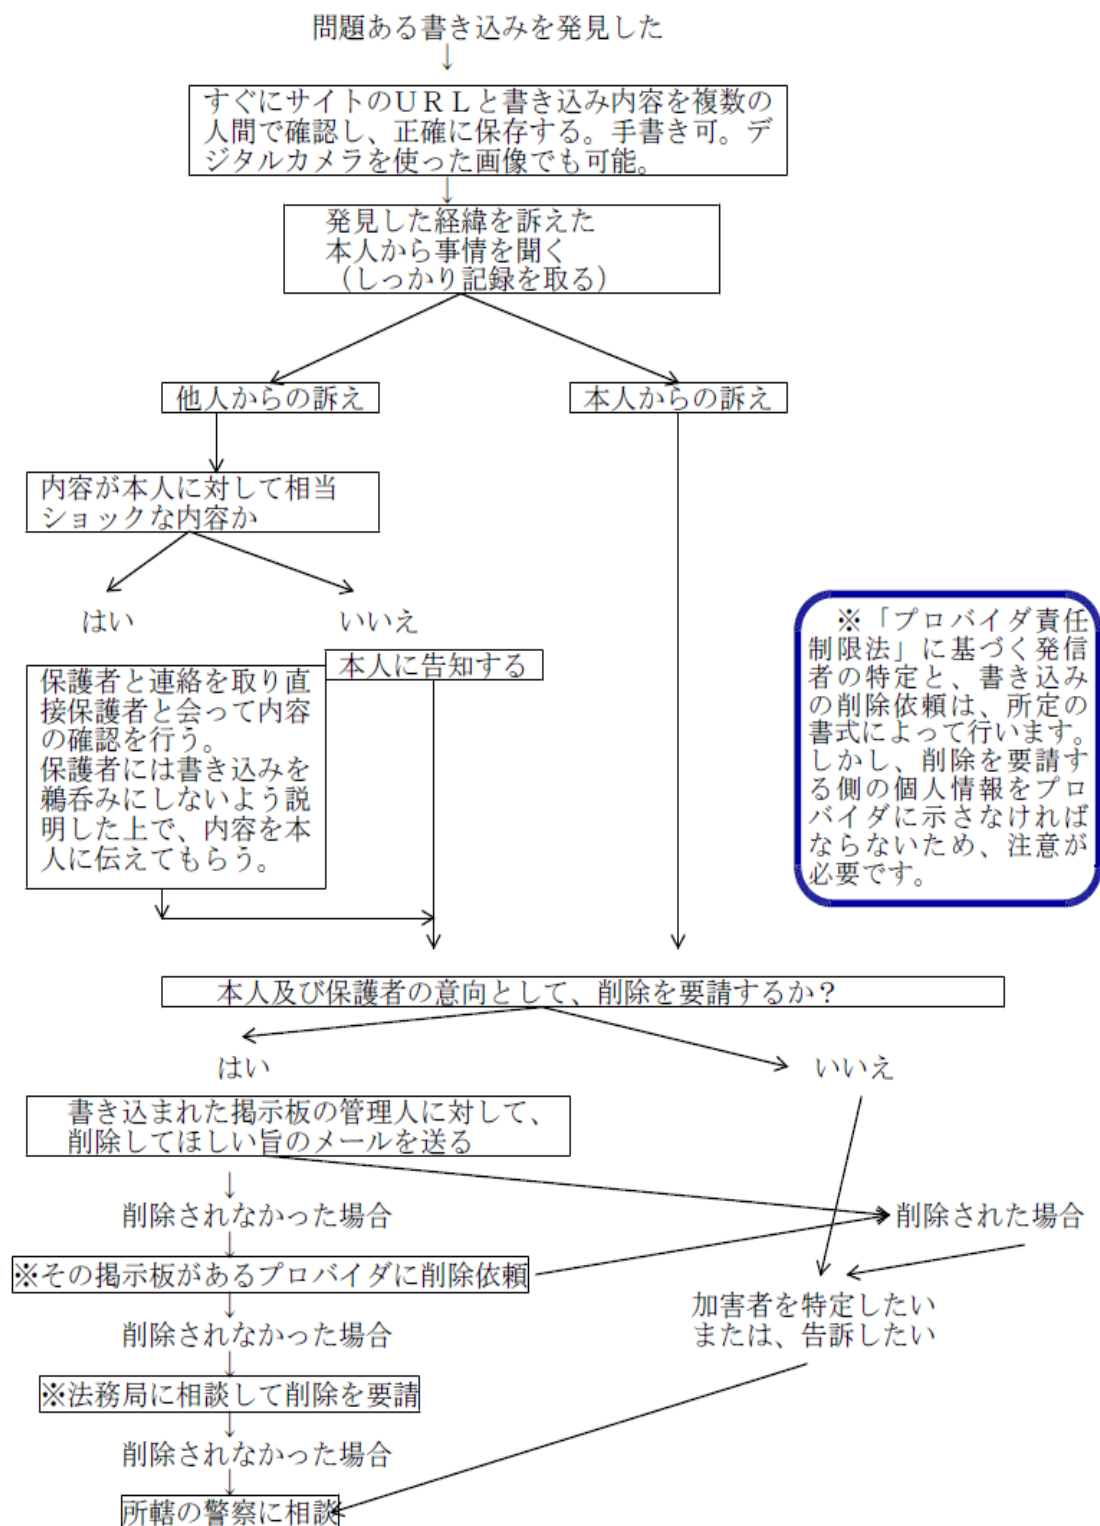 問題ある書き込みを発見した
↓
すぐにサイトのURLと書き込み内容を複数の
人間で確認し、正確に保存する。手書き可。デ
ジタルカメラを使った画像でも可能。
↓
発見した経緯を訴えた
本人から事情を聞く
(しっかり記録を取る)
他人からの訴え
本人からの訴え
内容が本人に対して相当
ショックな内容か
はい
いいえ
本人に告知する
保護者と連絡を取り直
接保護者と会って内容
の確認を行う。
保護者には書き込みを
鵜呑みにしないよう説
明した上で、内容を本
人に伝えてもらう。
※「プロバイダ責任
制限法」に基づく発信
者の特定と、書き込み
の削除依頼は、所定の
書式によって行います。
しかし、削除を要請す
る側の個人情報をプロ
バイダに示さなければ
ならないため、注意が
必要です。
本人及び保護者の意向として、削除を要請するか？
はい
いいえ
書き込まれた掲示板の管理人に対して、
削除してほしい旨のメールを送る
↓
削除されなかった場合
削除された場合
↓
※その掲示板があるプロバイダに削除依頼
↓
加害者を特定したい
または、告訴したい
削除されなかった場合
↓
※法務局に相談して削除を要請
↓
削除されなかった場合
↓
所轄の警察に相談